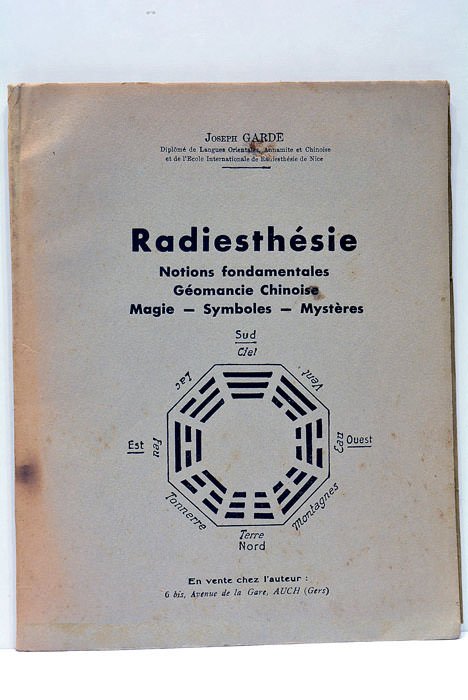 Joseph GARDE
Diplômé de Langues Orientales, Annamite et Chinoise
et de l'Ecole Internationale de Radiesthésie de Nice
Radiesthésie
Notions fondamentales
Géomancie Chinoise
Magie — Symboles — Mystères
Sud
Ciel
Lac
Vent
Est
Feu
Eau
Ouest
Tonnerre
Montagnes
Terre
Nord
En vente chez l'auteur :
6 bis, Avenue de la Gare, AUCH (Gers)